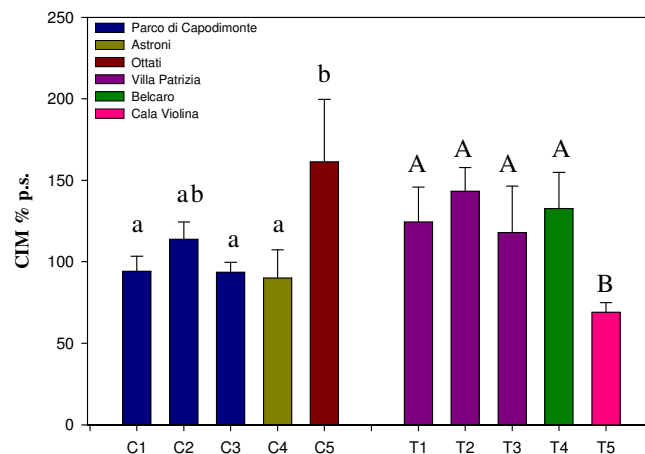 250
200
150
100
50
0
CIM % p.s.
Parco di Capodimonte
Astroni
Ottati
Villa Patrizia
Belcaro
Cala Violina
a
ab
a
a
b
A
A
A
A
B
C1 C2 C3 C4 C5 T1 T2 T3 T4 T5